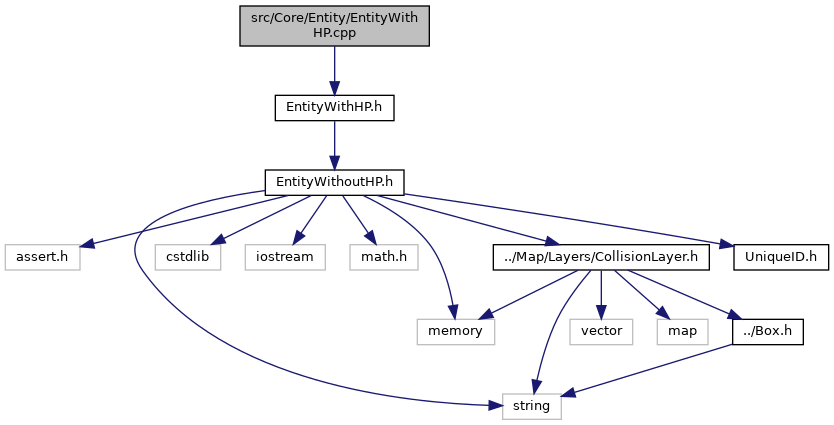 src/Core/Entity/EntityWith
HP.cpp
EntityWithHP.h
EntityWithoutHP.h
assert.h
cstdlib
iostream
math.h
../Map/Layers/CollisionLayer.h
UniqueID.h
memory
vector
map
../Box.h
string